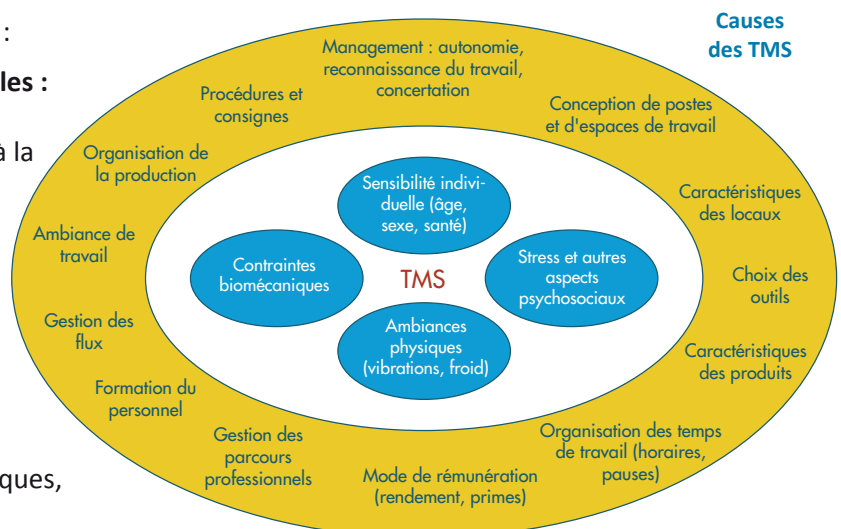 :
les :
à la
ques,
Causes
des TMS
Management : autonomie,
reconnaissance du travail,
concertation
Procédures et
consignes
Conception de postes
et d'espaces de travail
Organisation de
la production
Caractéristiques
des locaux
Ambiance de
travail
Choix des
outils
Gestion des
flux
Caractéristiques
des produits
Formation du
personnel
Organisation des temps
de travail (horaires,
pauses)
Gestion des
parcours
professionnels
Mode de rémunération
(rendement, primes)
Sensibilité indivi-
duelle (âge,
sexe, santé)
Contraintes
biomécaniques
TMS
Stress et autres
aspects
psychosociaux
Ambiances
physiques
(vibrations, froid)